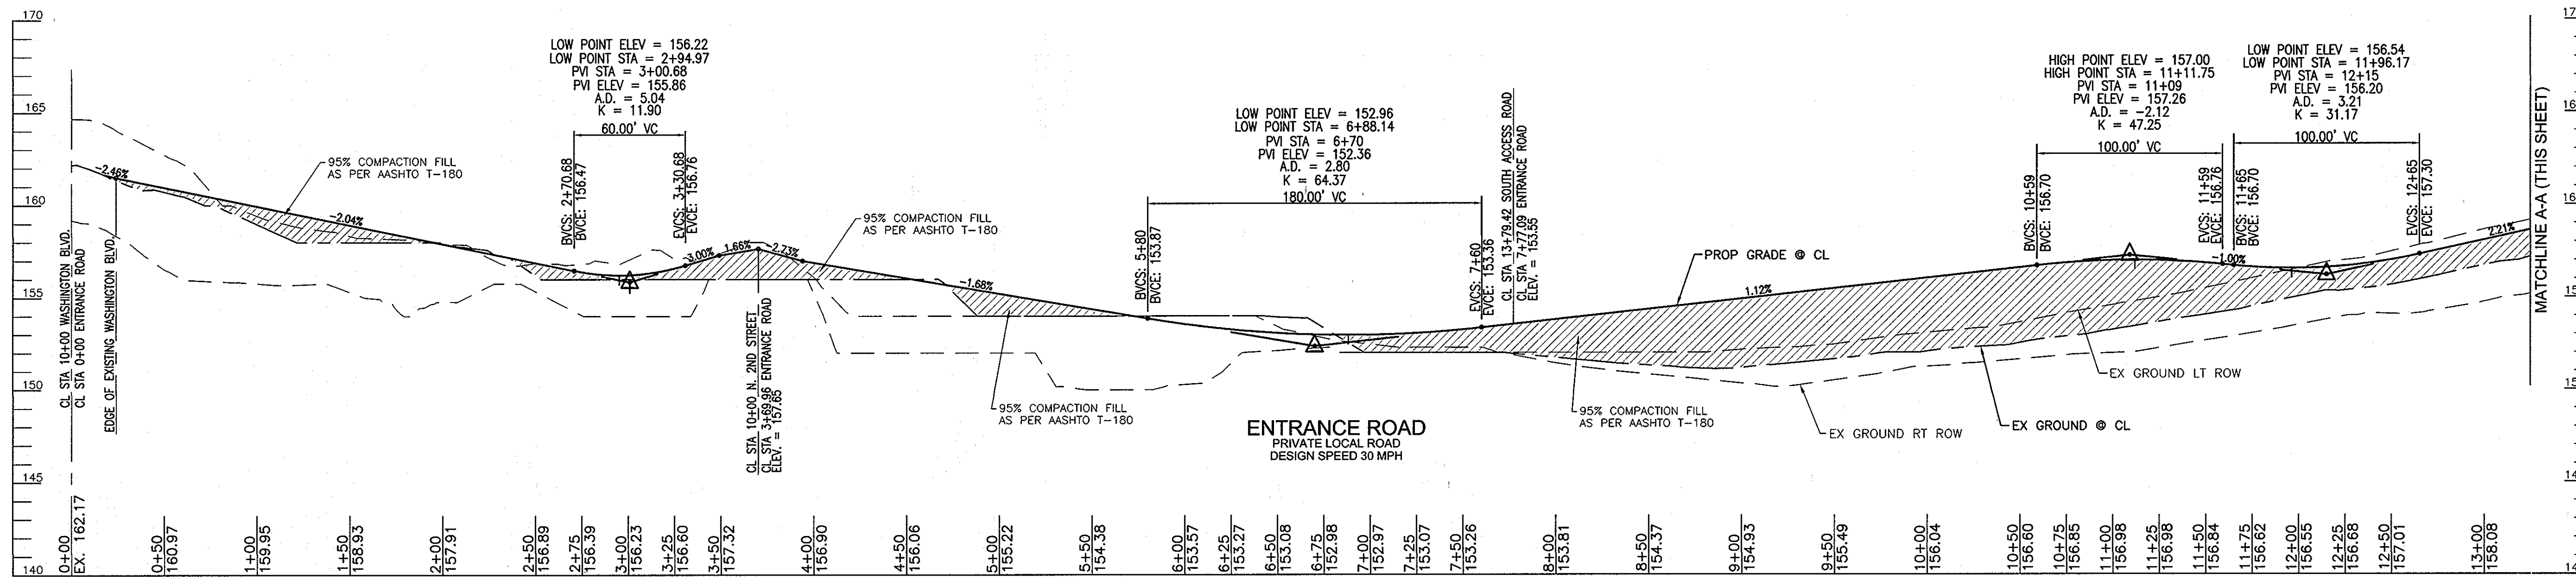 170
165
160
155
150
145
140
LOW POINT ELEV = 156.22
LOW POINT STA = 2+94.97
PVI STA = 3+00.68
PVI ELEV = 155.86
A.D. = 5.04
K = 11.90
60.00' VC
BVCS: 2+70.68
BVCE: 156.47
EVCS: 3+30.68
EVCE: 156.76
LOW POINT ELEV = 152.96
LOW POINT STA = 6+88.14
PVI STA = 6+70
PVI ELEV = 152.36
A.D. = 2.80
K = 64.37
180.00' VC
BVCS: 5+80
BVCE: 153.87
EVCS: 7+60
EVCE: 153.36
CL STA 13+79.42 SOUTH ACCESS ROAD
CL STA 7+77.09 ENTRANCE ROAD
ELEV = 153.55
HIGH POINT ELEV = 157.00
HIGH POINT STA = 11+11.75
PVI STA = 11+09
PVI ELEV = 157.26
A.D. = -2.12
K = 47.25
100.00' VC
BVCS: 10+59
BVCE: 156.70
EVCS: 11+59
EVCE: 156.76
LOW POINT ELEV = 156.54
LOW POINT STA = 11+96.17
PVI STA = 12+15
PVI ELEV = 156.20
A.D. = 3.21
K = 31.17
100.00' VC
BVCS: 11+65
BVCE: 156.70
EVCS: 12+65
EVCE: 157.30
MATCHLINE A-A (THIS SHEET)
-2.46%
-2.04%
3.00%
1.66%
-2.73%
-1.68%
1.12%
-1.00%
2.21%
95% COMPACTION FILL
AS PER AASHTO T-180
95% COMPACTION FILL
AS PER AASHTO T-180
95% COMPACTION FILL
AS PER AASHTO T-180
95% COMPACTION FILL
AS PER AASHTO T-180
PROP GRADE @ CL
EX GROUND LT ROW
EX GROUND RT ROW
EX GROUND @ CL
CL STA 10+00 WASHINGTON BLVD.
CL STA 0+00 ENTRANCE ROAD
EDGE OF EXISTING WASHINGTON BLVD.
CL STA 10+00 N. 2ND STREET
CL STA 3+69.96 ENTRANCE ROAD
ELEV = 157.65
ENTRANCE ROAD
PRIVATE LOCAL ROAD
DESIGN SPEED 30 MPH
0+00
EX. 162.17
0+50
160.97
1+00
159.95
1+50
158.93
2+00
157.91
2+50
156.89
2+75
156.39
3+00
156.23
3+25
156.60
3+50
157.32
4+00
156.90
4+50
156.06
5+00
155.22
5+50
154.38
6+00
153.57
6+25
153.27
6+50
153.08
6+75
152.98
7+00
152.97
7+25
153.07
7+50
153.26
8+00
153.81
8+50
154.37
9+00
154.93
9+50
155.49
10+00
156.04
10+50
156.60
10+75
156.85
11+00
156.98
11+25
156.98
11+50
156.84
11+75
156.62
12+00
156.55
12+25
156.68
12+50
157.01
13+00
158.08